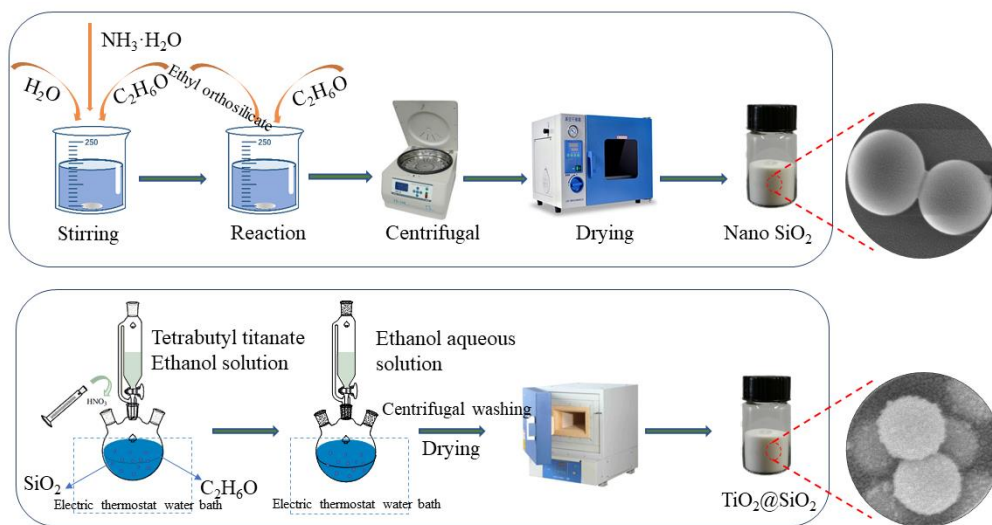 NH₃·H₂O
H₂O
C₂H₆O
Ethyl orthosilicate
C₂H₆O
250
250
Stirring
Reaction
Centrifugal
Drying
Nano SiO₂
Tetrabutyl titanate
Ethanol solution
Ethanol aqueous
solution
HNO₃
Centrifugal washing
Drying
SiO₂
C₂H₆O
Electric thermostat water bath
Electric thermostat water bath
TiO₂@SiO₂